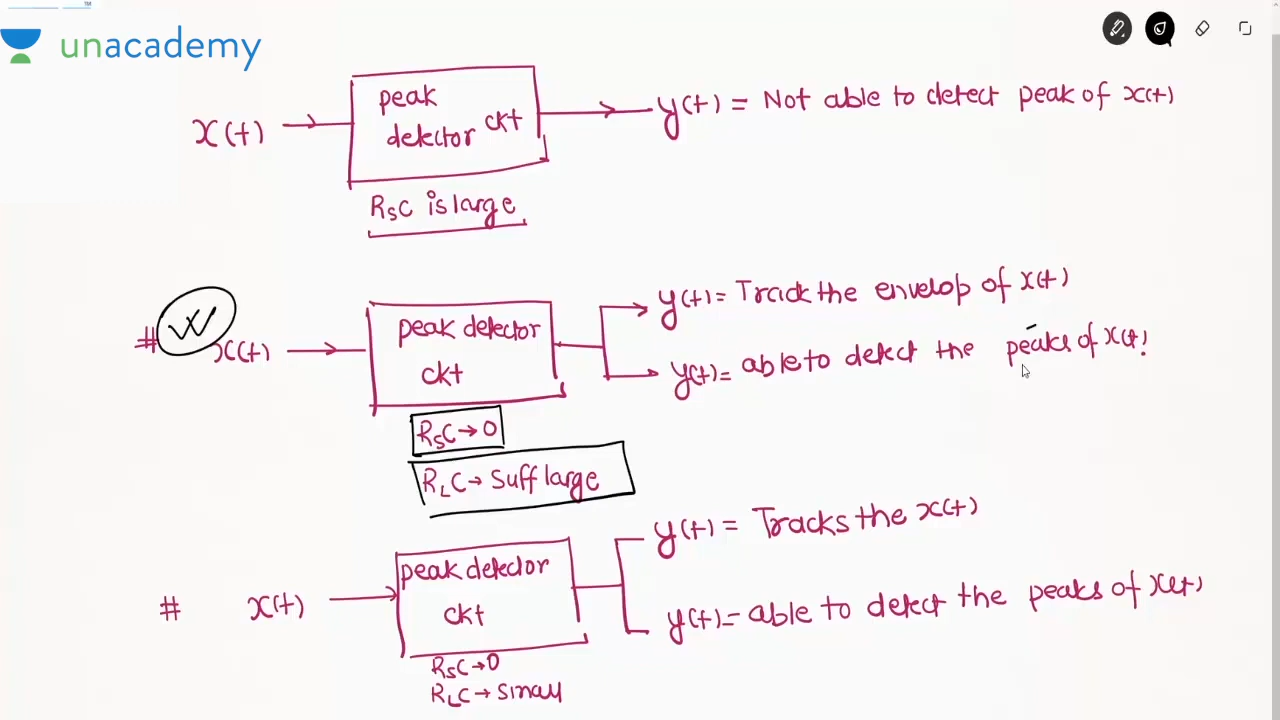 unacademy
x(t)
peak
detector ckt
y(t) = Not able to detect peak of x(t)
RsC is large
# x(t)
peak detector
ckt
y(t) = Track the envelop of x(t)
y(t) = able to detect the peaks of x(t)!
RsC → 0
RLC → Suff large
# x(t)
peak detector
ckt
y(t) = Tracks the x(t)
y(t) = able to detect the peaks of x(t)
RsC → 0
RLC → small